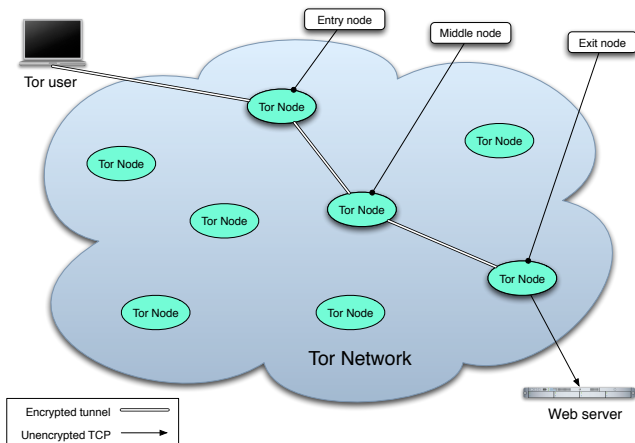 Entry node
Middle node
Exit node
Tor user
Tor Node
Tor Node
Tor Node
Tor Node
Tor Node
Tor Node
Tor Node
Tor Node
Tor Network
Web server
Encrypted tunnel
Unencrypted TCP